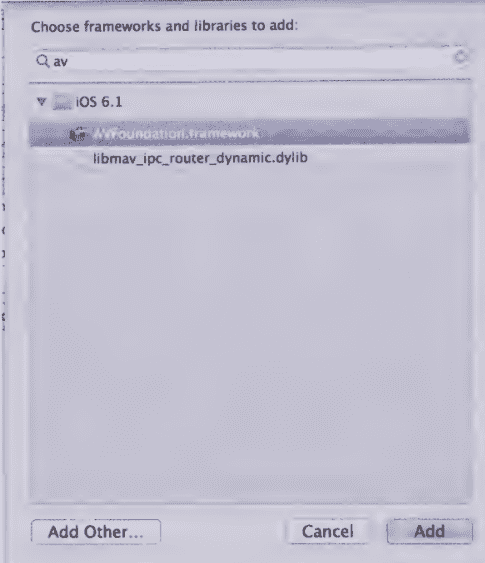 Choose frameworks and libraries to add:
av
iOS 6.1
AVFoundation.framework
libmav_ipc_router_dynamic.dylib
Add Other...
Cancel
Add